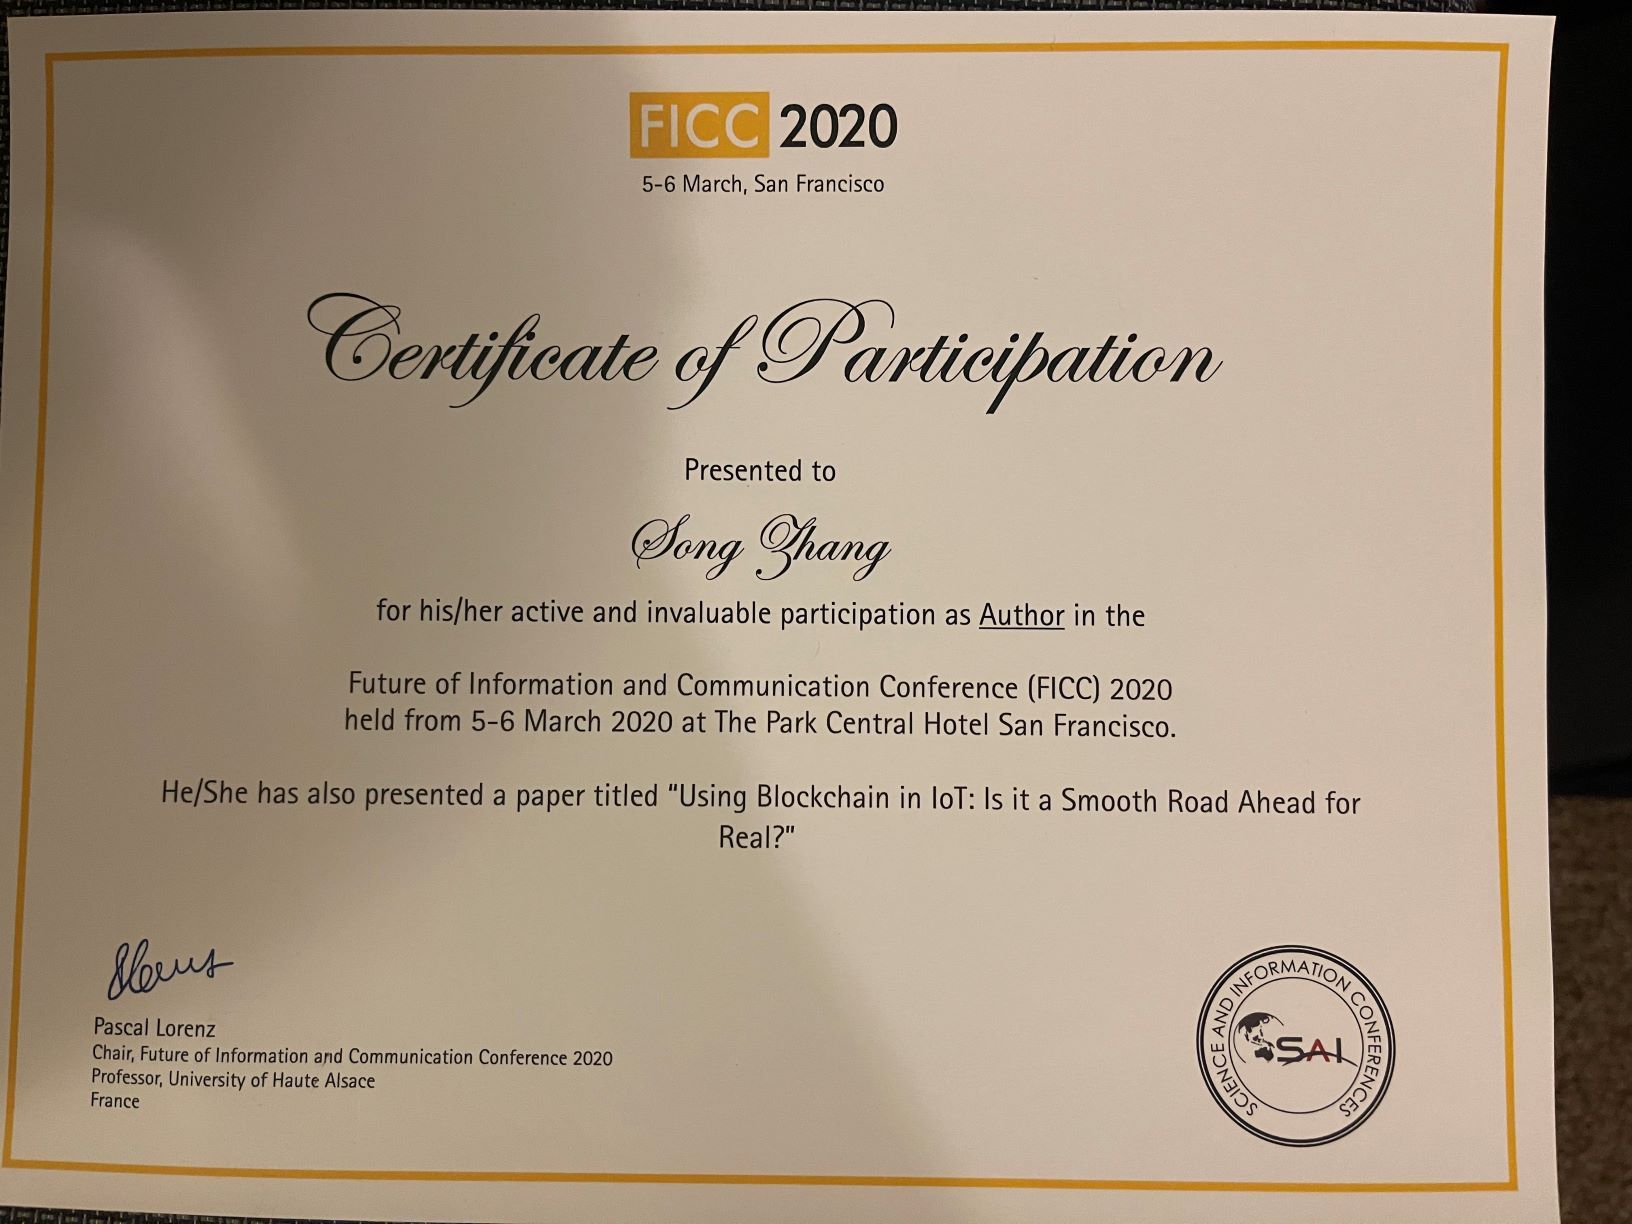 FICC 2020
5-6 March, San Francisco
Certificate of Participation
Presented to
Song Zhang
for his/her active and invaluable participation as Author in the
Future of Information and Communication Conference (FICC) 2020
held from 5-6 March 2020 at The Park Central Hotel San Francisco.
He/She has also presented a paper titled "Using Blockchain in IoT: Is it a Smooth Road Ahead for
Real?"
Pascal Lorenz
Chair, Future of Information and Communication Conference 2020
Professor, University of Haute Alsace
France
SCIENCE AND INFORMATION CONFERENCES
SAI